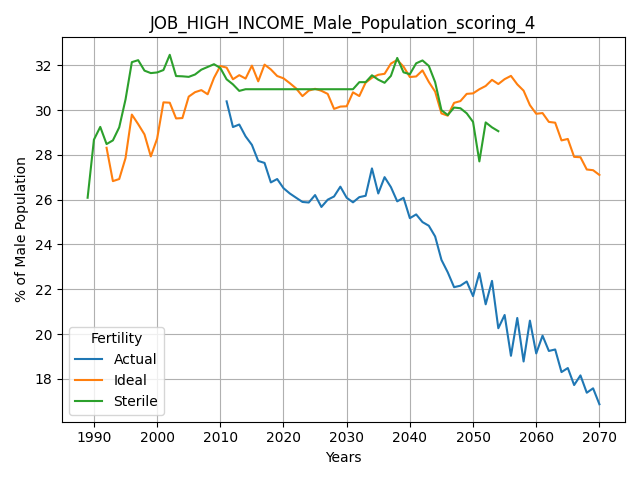 JOB_HIGH_INCOME_Male_Population_scoring_4
% of Male Population
32
30
28
26
24
22
20
18
Fertility
Actual
Ideal
Sterile
1990 2000 2010 2020 2030 2040 2050 2060 2070
Years